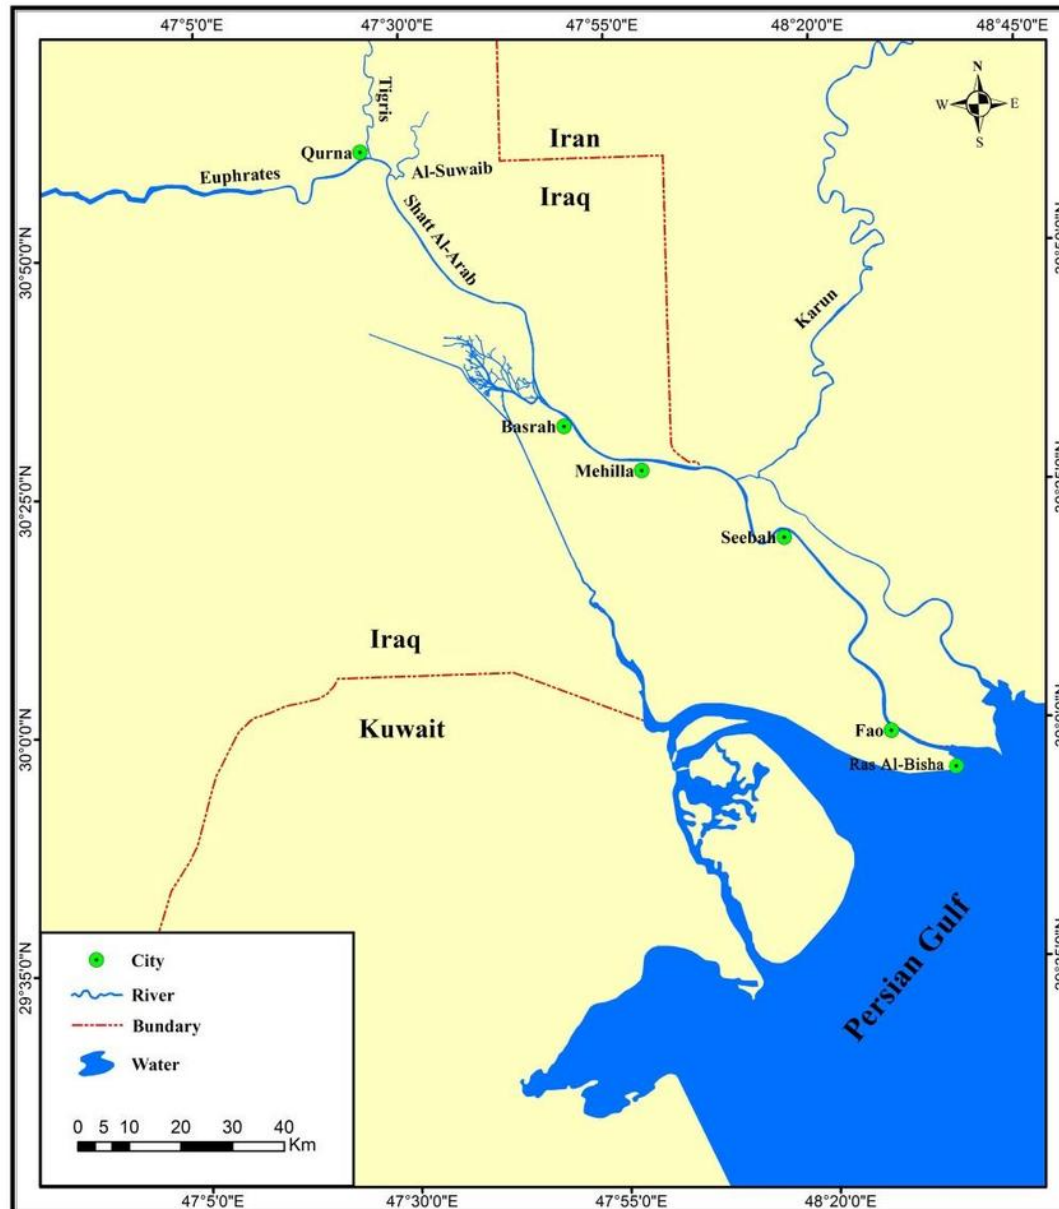 47°5'0"E
47°30'0"E
47°55'0"E
48°20'0"E
48°45'0"E
N
W
E
S
Tigris
Qurna
Iran
Al-Suwaib
Euphrates
Iraq
Shatt Al-Arab
30°50'0"N
Karun
Basrah
Mehilla
30°25'0"N
Seebah
Iraq
Kuwait
Fao
30°0'0"N
Ras Al-Bisha
Persian Gulf
29°35'0"N
City
River
Bundary
Water
0 5 10 20 30 40
Km
47°5'0"E
47°30'0"E
47°55'0"E
48°20'0"E